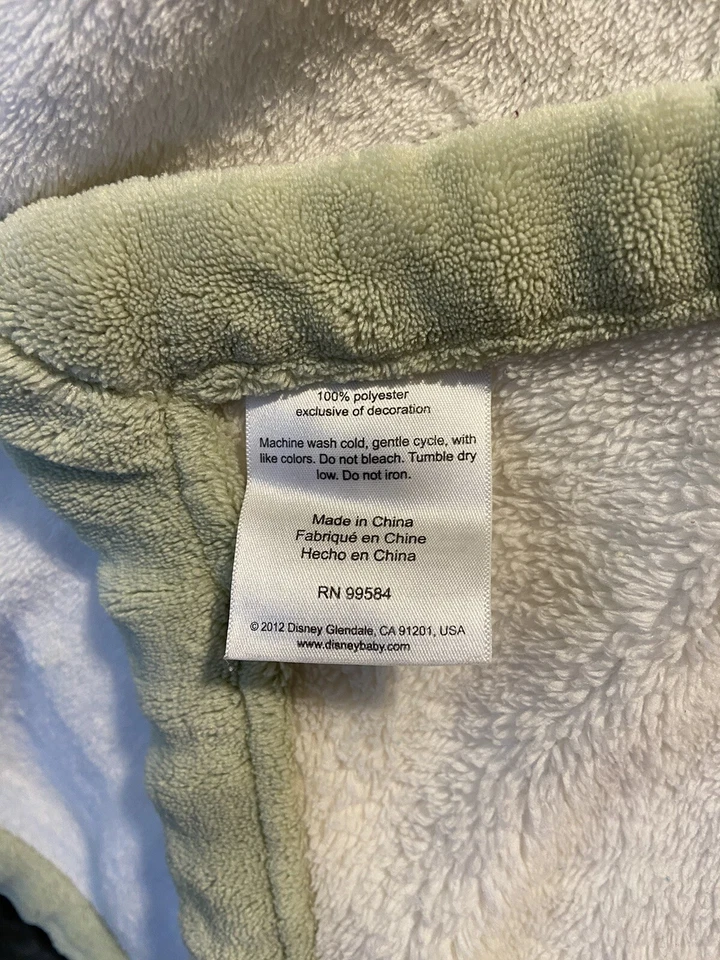 100% polyester
exclusive of decoration
Machine wash cold, gentle cycle, with
like colors. Do not bleach. Tumble dry
low. Do not iron.
Made in China
Fabriqué en Chine
Hecho en China
RN 99584
© 2012 Disney Glendale, CA 91201, USA
www.disneybaby.com